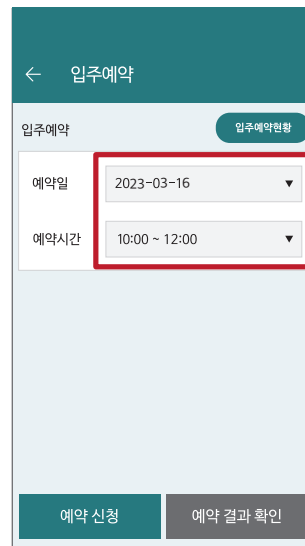 ← 입주예약
입주예약 입주예약현황
예약일 2023-03-16 ▼
예약시간 10:00 ~ 12:00 ▼
예약 신청 예약 결과 확인